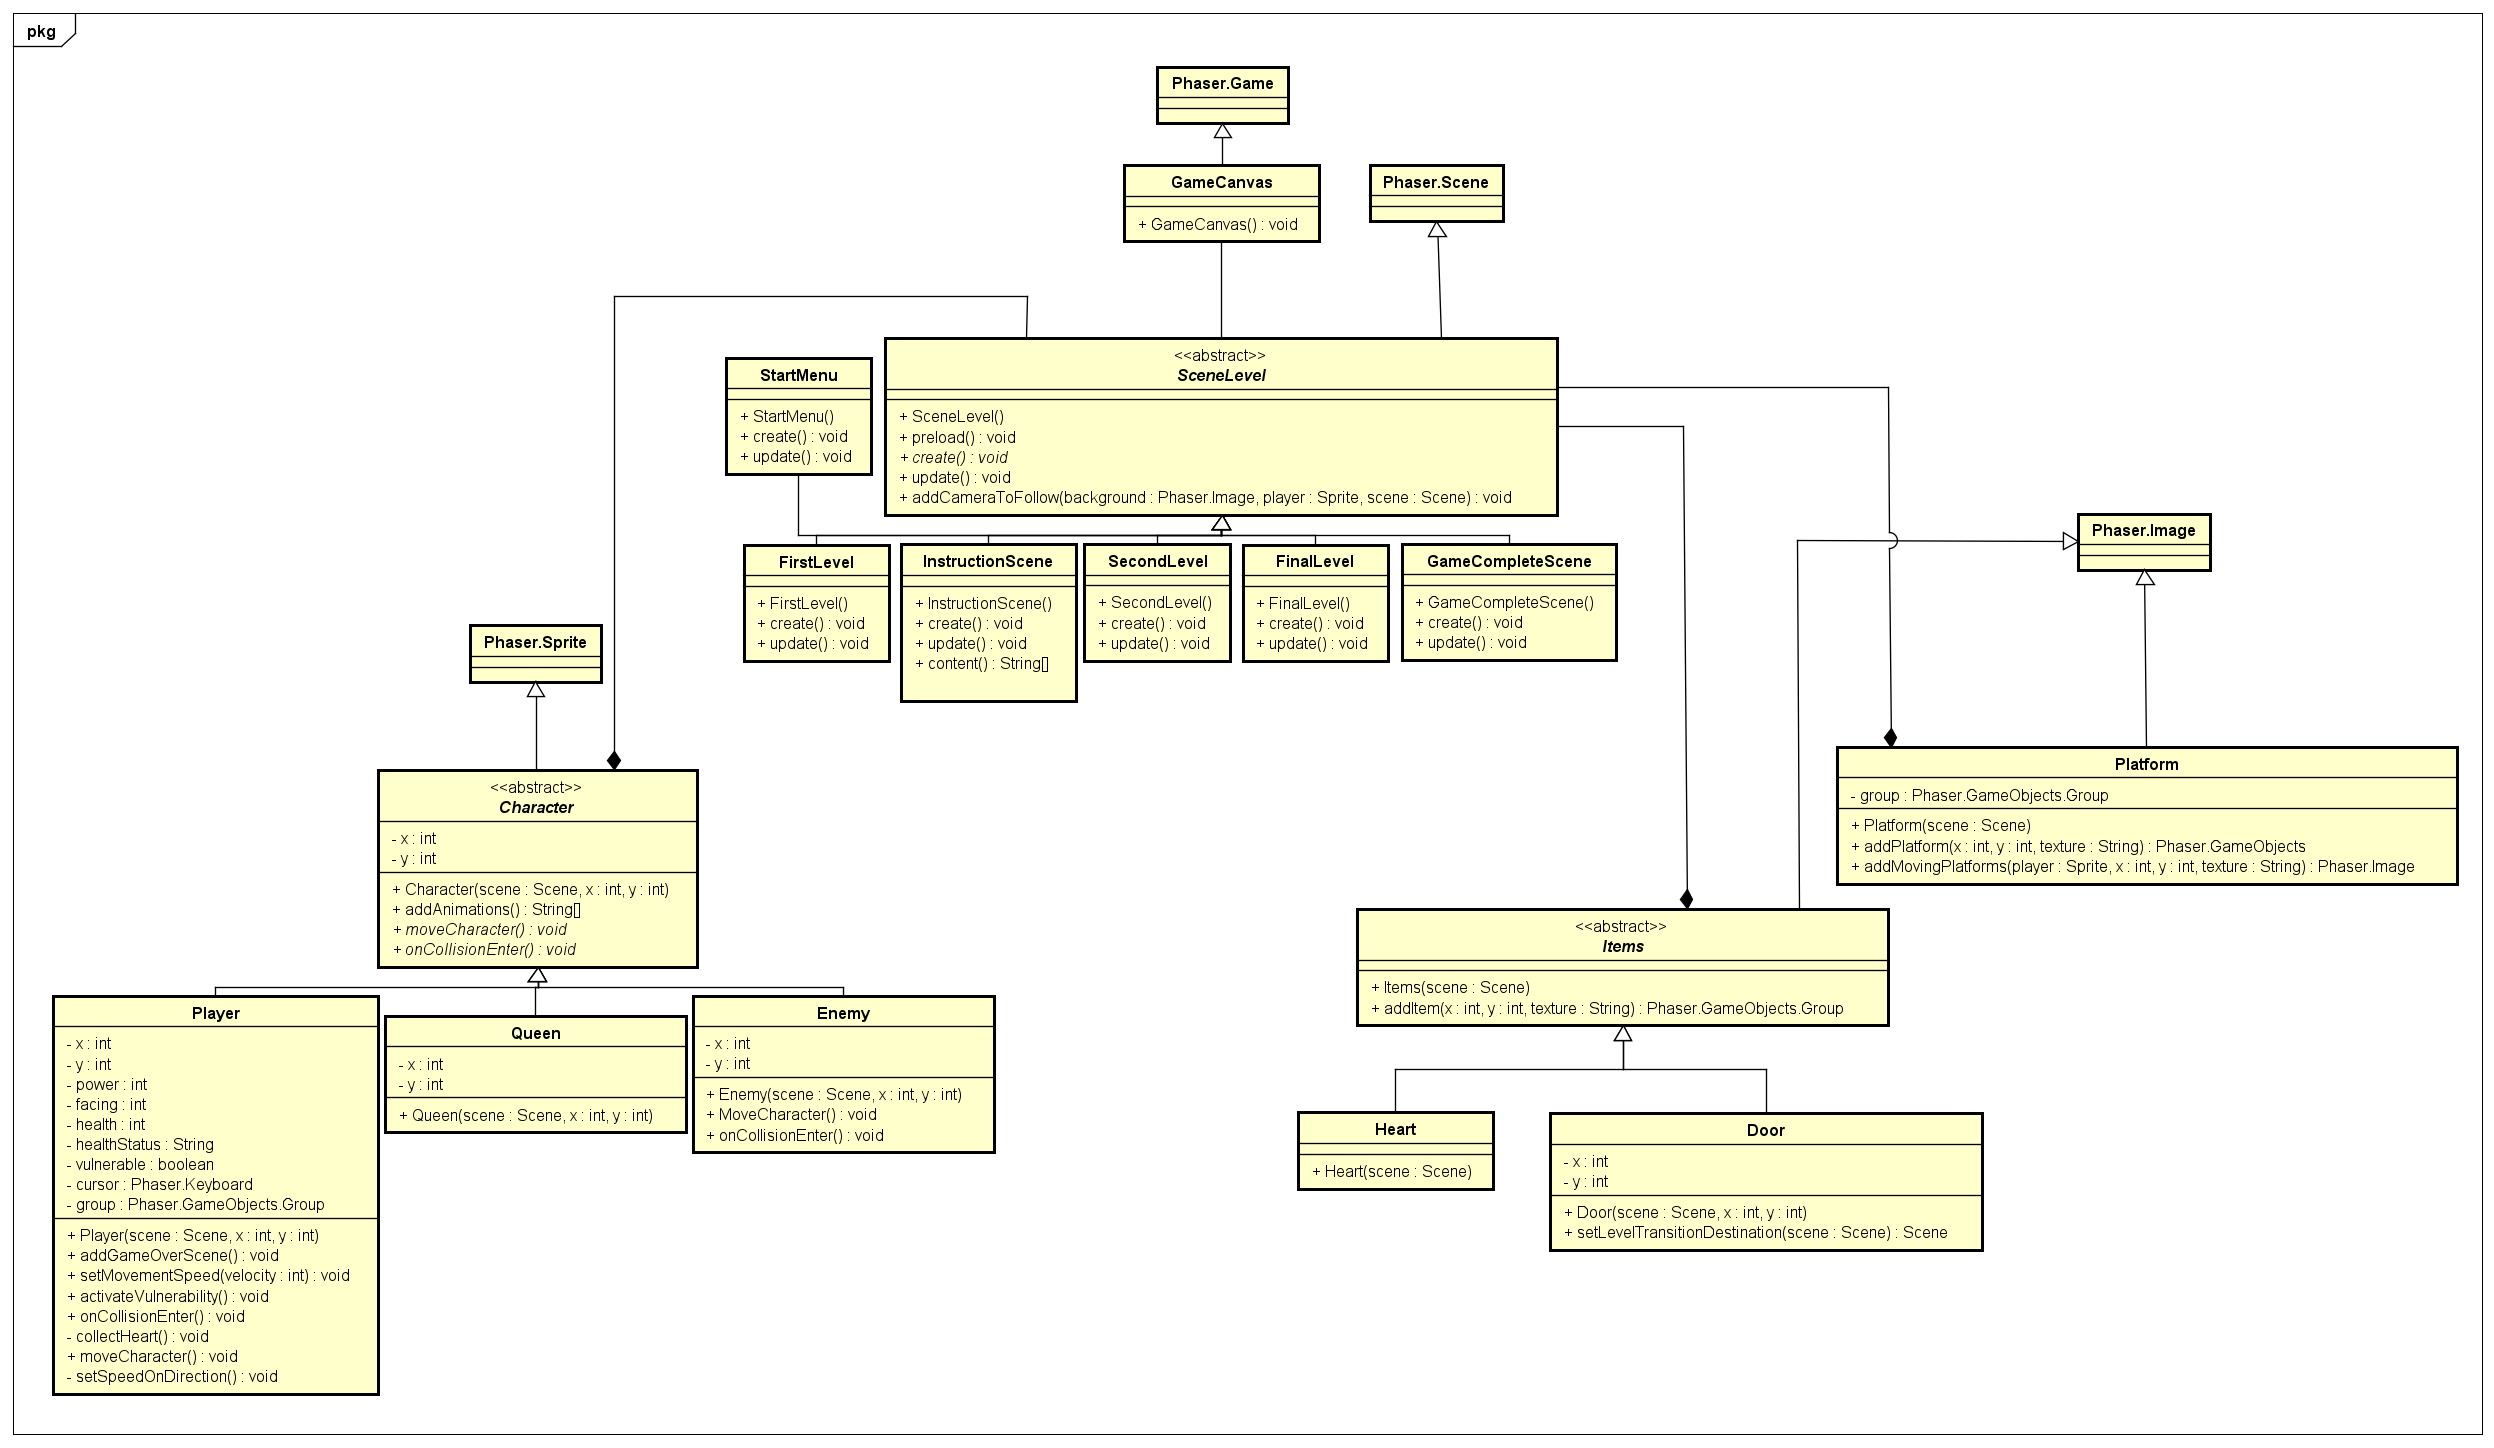 pkg
Phaser.Game
GameCanvas
+ GameCanvas() : void
Phaser.Scene
<<abstract>>
SceneLevel
+ SceneLevel()
+ preload() : void
+ create() : void
+ update() : void
+ addCameraToFollow(background : Phaser.Image, player : Sprite, scene : Scene) : void
StartMenu
+ StartMenu()
+ create() : void
+ update() : void
FirstLevel
+ FirstLevel()
+ create() : void
+ update() : void
InstructionScene
+ InstructionScene()
+ create() : void
+ update() : void
+ content() : String[]
SecondLevel
+ SecondLevel()
+ create() : void
+ update() : void
FinalLevel
+ FinalLevel()
+ create() : void
+ update() : void
GameCompleteScene
+ GameCompleteScene()
+ create() : void
+ update() : void
Phaser.Image
Phaser.Sprite
Platform
- group : Phaser.GameObjects.Group
+ Platform(scene : Scene)
+ addPlatform(x : int, y : int, texture : String) : Phaser.GameObjects
+ addMovingPlatforms(player : Sprite, x : int, y : int, texture : String) : Phaser.Image
<<abstract>>
Character
- x : int
- y : int
+ Character(scene : Scene, x : int, y : int)
+ addAnimations() : String[]
+ moveCharacter() : void
+ onCollisionEnter() : void
<<abstract>>
Items
+ Items(scene : Scene)
+ addItem(x : int, y : int, texture : String) : Phaser.GameObjects.Group
Player
- x : int
- y : int
- power : int
- facing : int
- health : int
- healthStatus : String
- vulnerable : boolean
- cursor : Phaser.Keyboard
- group : Phaser.GameObjects.Group
+ Player(scene : Scene, x : int, y : int)
+ addGameOverScene() : void
+ setMovementSpeed(velocity : int) : void
+ activateVulnerability() : void
+ onCollisionEnter() : void
- collectHeart() : void
+ moveCharacter() : void
- setSpeedOnDirection() : void
Queen
- x : int
- y : int
+ Queen(scene : Scene, x : int, y : int)
Enemy
- x : int
- y : int
+ Enemy(scene : Scene, x : int, y : int)
+ MoveCharacter() : void
+ onCollisionEnter() : void
Heart
+ Heart(scene : Scene)
Door
- x : int
- y : int
+ Door(scene : Scene, x : int, y : int)
+ setLevelTransitionDestination(scene : Scene) : Scene